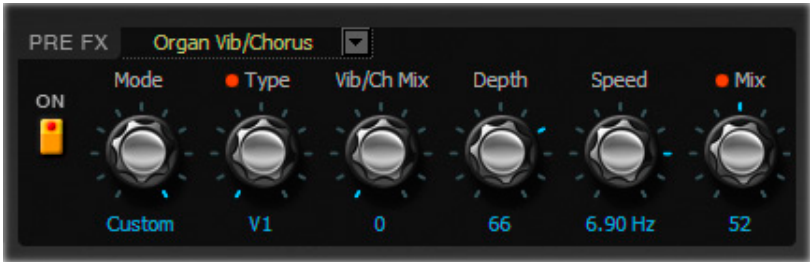 PRE FX Organ Vib/Chorus
ON
Mode Type Vib/Ch Mix Depth Speed Mix
Custom V1 0 66 6.90 Hz 52